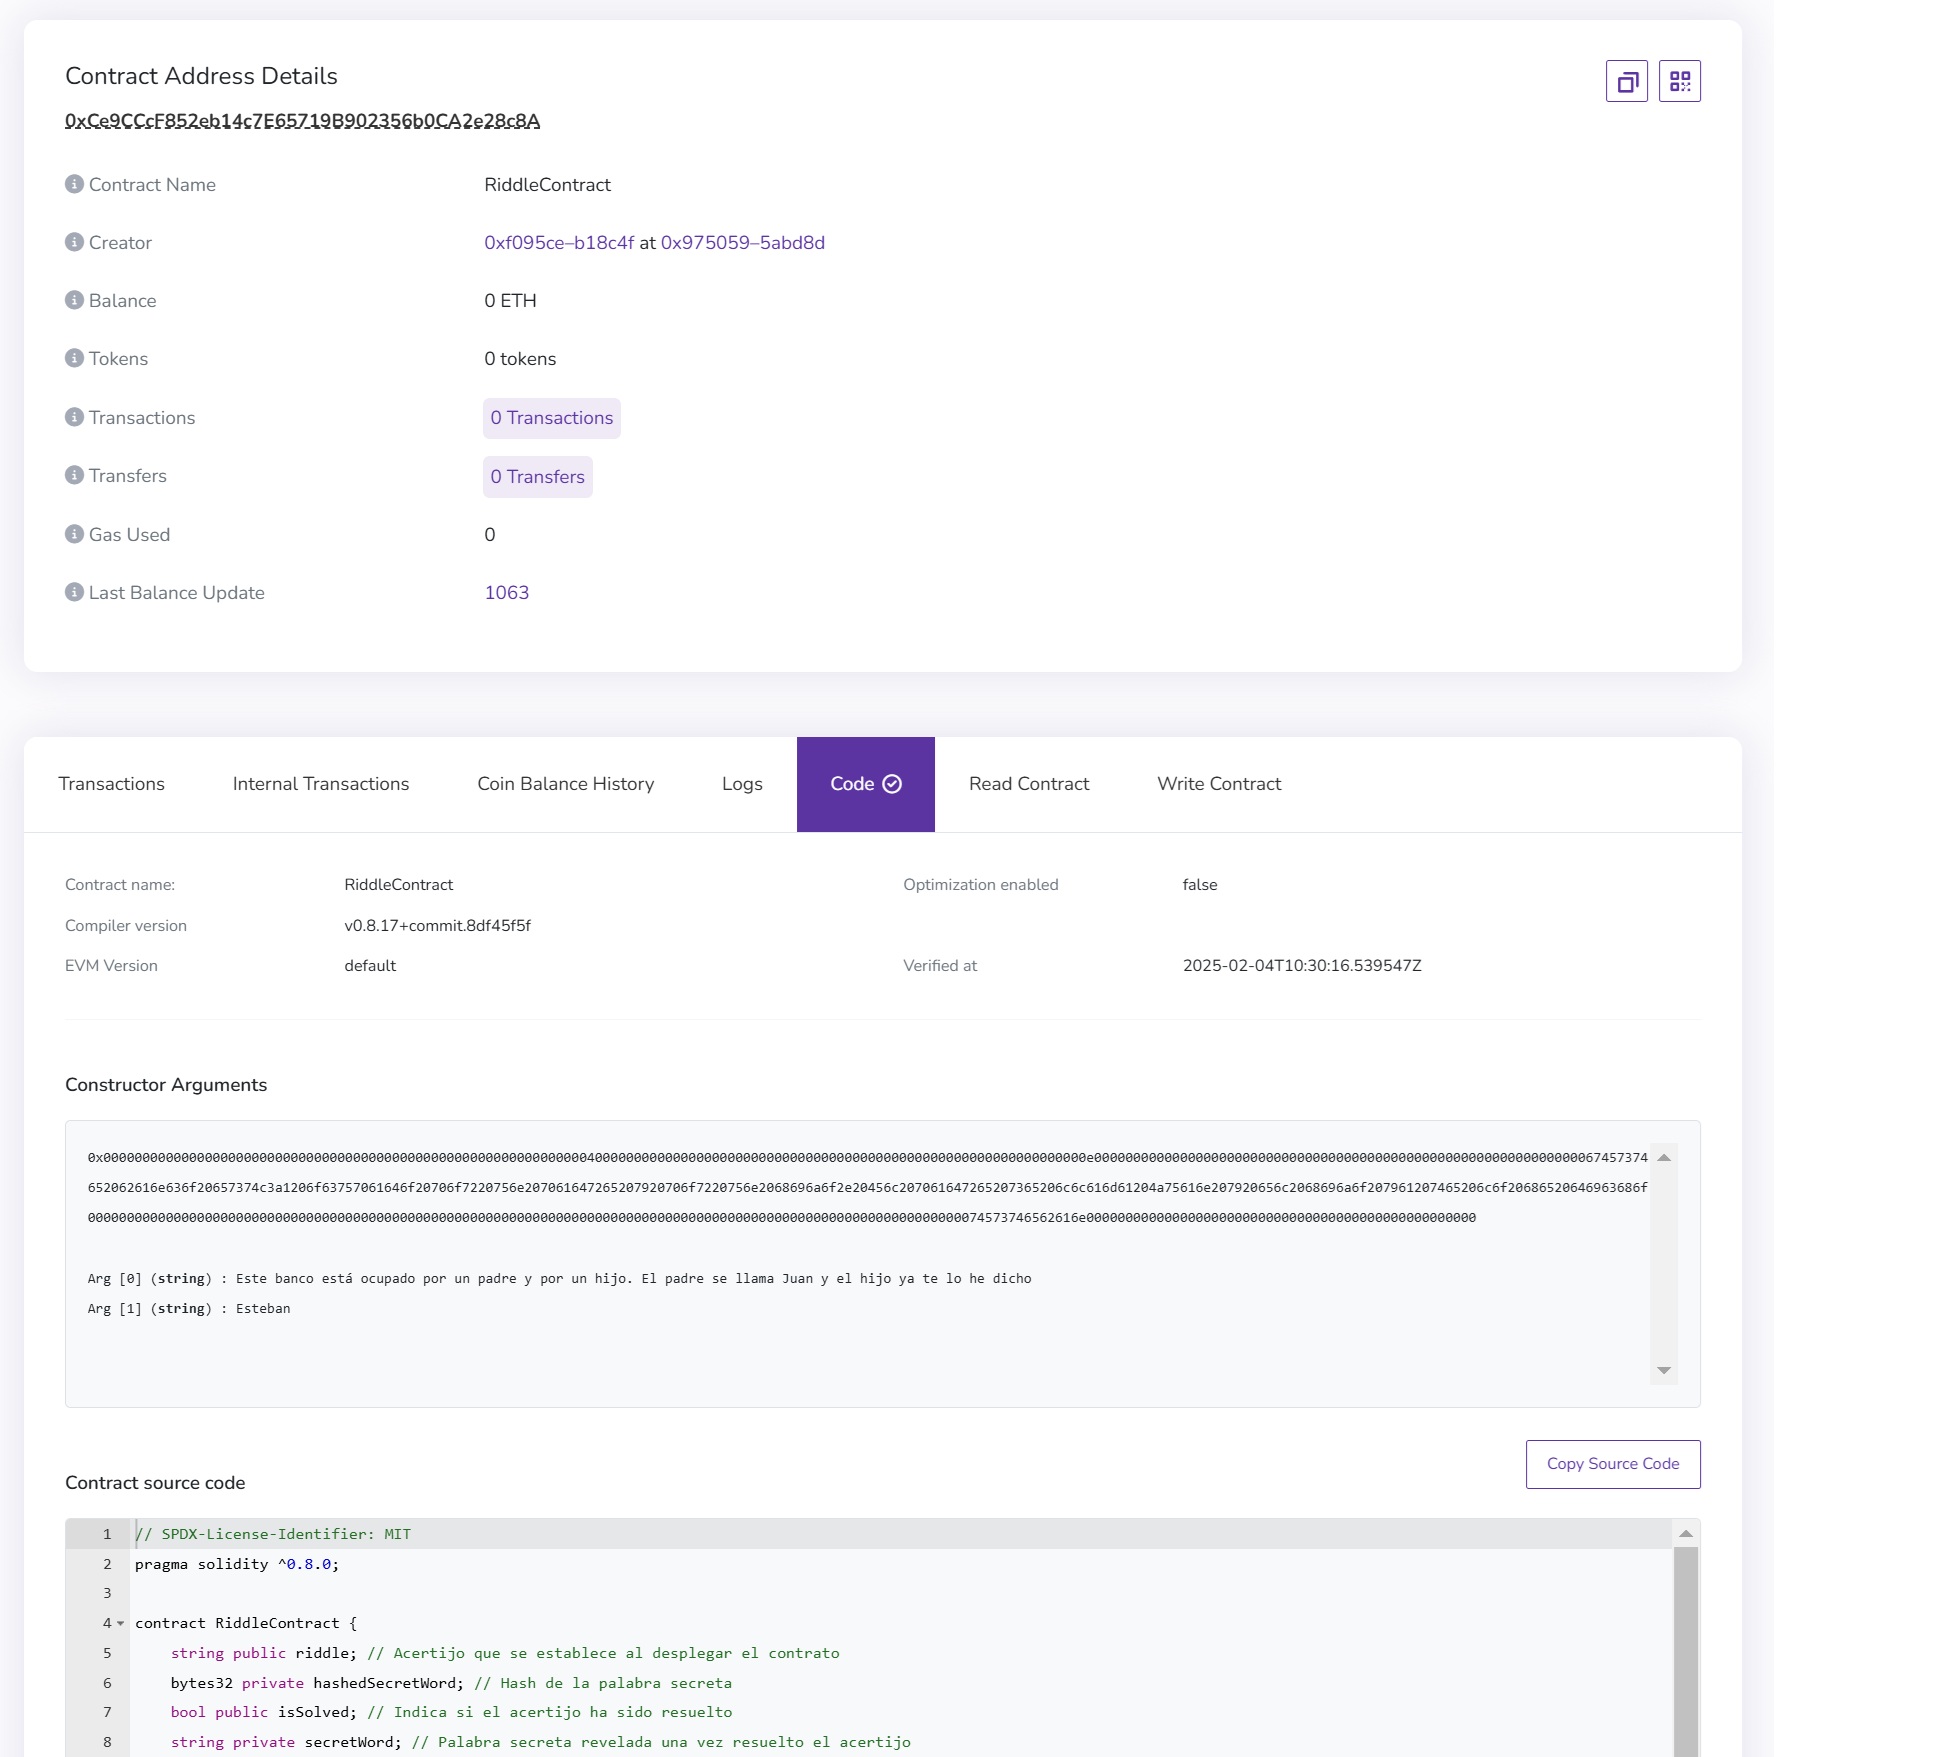 Contract Address Details
0xCe9CCcF852eb14c7E65719B902356b0CA2e28c8A
Contract Name RiddleContract
Creator 0xf095ce–b18c4f at 0x975059–5abd8d
Balance 0 ETH
Tokens 0 tokens
Transactions 0 Transactions
Transfers 0 Transfers
Gas Used 0
Last Balance Update 1063
Transactions Internal Transactions Coin Balance History Logs Code Read Contract Write Contract
Contract name: RiddleContract Optimization enabled false
Compiler version v0.8.17+commit.8df45f5f
EVM Version default Verified at 2025-02-04T10:30:16.539547Z
Constructor Arguments
0x000000000000000000000000000000000000000000000000000000000000004000000000000000000000000000000000000000000000000000000000000000e00000000000000000000000000000000000000000000000000000000000000067457374
652062616e636f20657374c3a1206f63757061646f20706f7220756e207061647265207920706f7220756e2068696a6f2e20456c207061647265207365206c6c616d61204a75616e207920656c2068696a6f207961207465206c6f20686520646963686f
0000000000000000000000000000000000000000000000000000000000000000000000000000000000000000000000000000000000000000074573746562616e00000000000000000000000000000000000000000000000000
Arg [0] (string) : Este banco está ocupado por un padre y por un hijo. El padre se llama Juan y el hijo ya te lo he dicho
Arg [1] (string) : Esteban
Copy Source Code
Contract source code
1 // SPDX-License-Identifier: MIT
2 pragma solidity ^0.8.0;
3
4 contract RiddleContract {
5 string public riddle; // Acertijo que se establece al desplegar el contrato
6 bytes32 private hashedSecretWord; // Hash de la palabra secreta
7 bool public isSolved; // Indica si el acertijo ha sido resuelto
8 string private secretWord; // Palabra secreta revelada una vez resuelto el acertijo